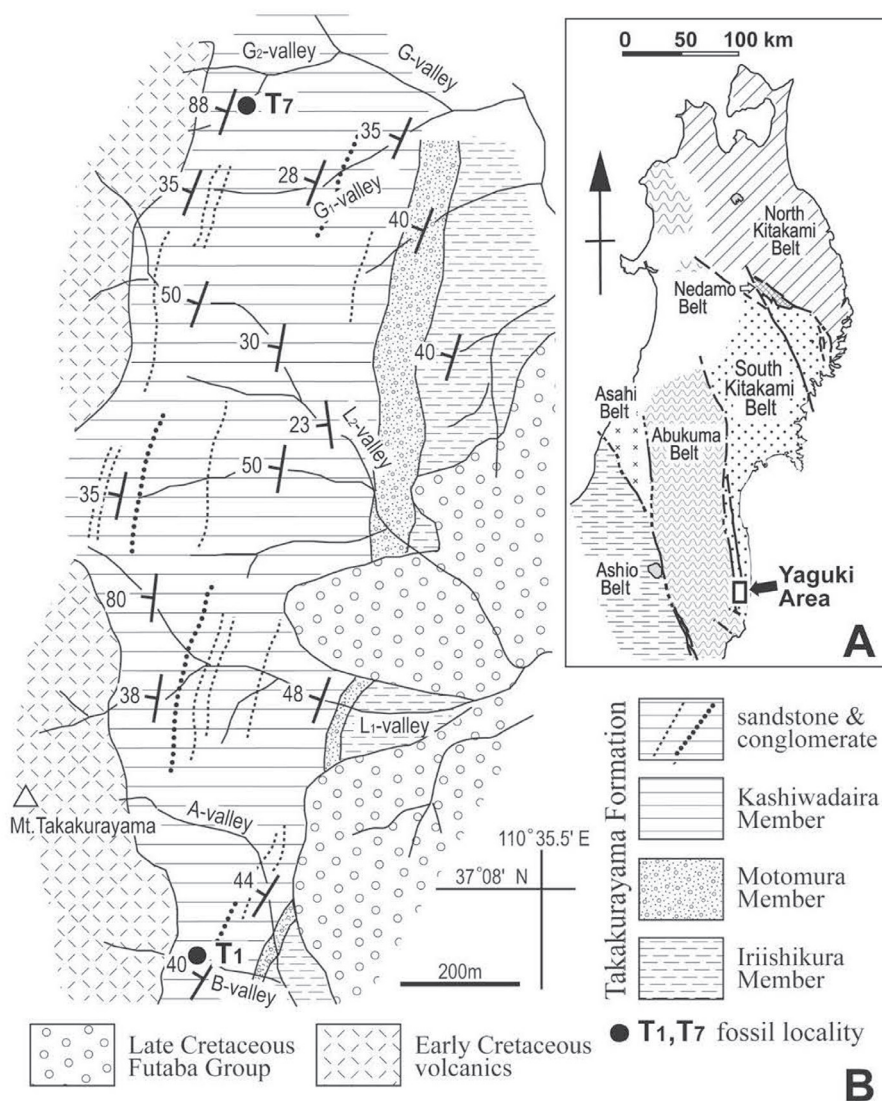 G2-valley
G-valley
88
T7
35
35
28
G1-valley
40
50
30
40
23
L2-valley
50
35
80
38
48
L1-valley
Mt.Takakurayama
A-valley
44
110°35.5' E
37°08' N
T1
40
B-valley
200m
0 50 100 km
North
Kitakami
Belt
Nedamo
Belt
South
Kitakami
Belt
Asahi
Belt
Abukuma
Belt
Ashio
Belt
Yaguki
Area
A
Takakurayama Formation
sandstone &
conglomerate
Kashiwadaira
Member
Motomura
Member
Iriishikura
Member
T1,T7 fossil locality
Late Cretaceous
Futaba Group
Early Cretaceous
volcanics
B